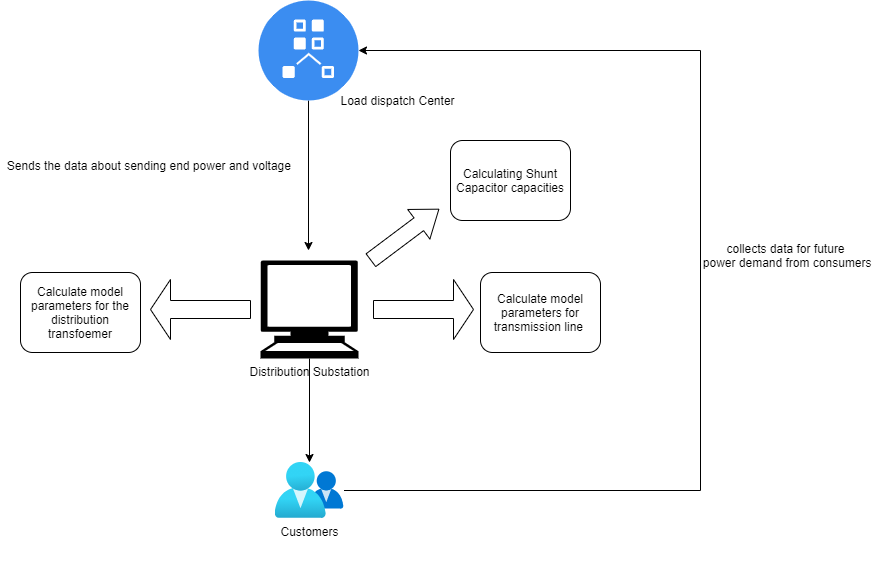 Load dispatch Center
Sends the data about sending end power and voltage
Calculating Shunt
Capacitor capacities
collects data for future
power demand from consumers
Calculate model
parameters for the
distribution
transfoemer
Calculate model
parameters for
transmission line
Distribution Substation
Customers